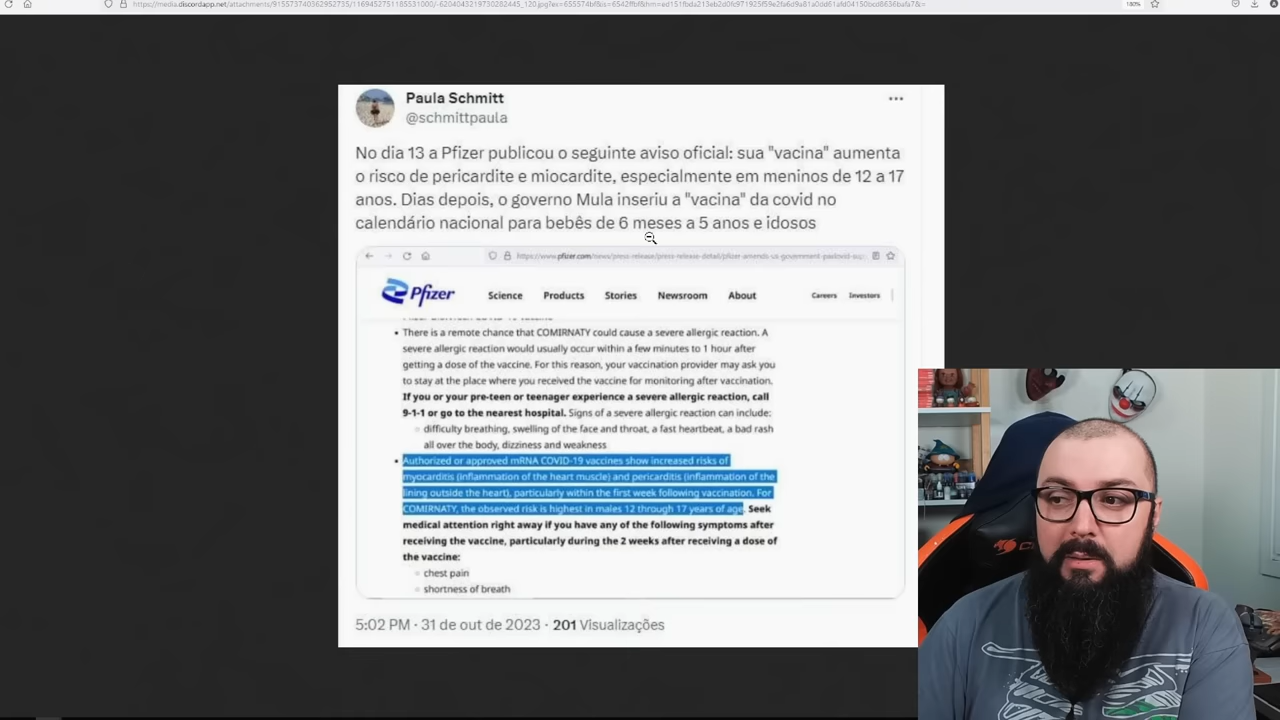 Paula Schmitt
@schmittpaula
No dia 13 a Pfizer publicou o seguinte aviso oficial: sua "vacina" aumenta
o risco de pericardite e miocardite, especialmente em meninos de 12 a 17
anos. Dias depois, o governo Mula inseriu a "vacina" da covid no
calendário nacional para bebês de 6 meses a 5 anos e idosos
Pfizer
Science Products Stories Newsroom About Careers Investors
There is a remote chance that COMIRNATY could cause a severe allergic reaction. A
severe allergic reaction would usually occur within a few minutes to 1 hour after
getting a dose of the vaccine. For this reason, your vaccination provider may ask you
to stay at the place where you received the vaccine for monitoring after vaccination.
If you or your pre-teen or teenager experience a severe allergic reaction, call
9-1-1 or go to the nearest hospital. Signs of a severe allergic reaction can include:
difficulty breathing, swelling of the face and throat, a fast heartbeat, a bad rash
all over the body, dizziness and weakness
Authorized or approved mRNA COVID-19 vaccines show increased risks of
myocarditis (inflammation of the heart muscle) and pericarditis (inflammation of the
lining outside the heart), particularly within the first week following vaccination. For
COMIRNATY, the observed risk is highest in males 12 through 17 years of age. Seek
medical attention right away if you have any of the following symptoms after
receiving the vaccine, particularly during the 2 weeks after receiving a dose of
the vaccine:
chest pain
shortness of breath
5:02 PM · 31 de out de 2023 · 201 Visualizações